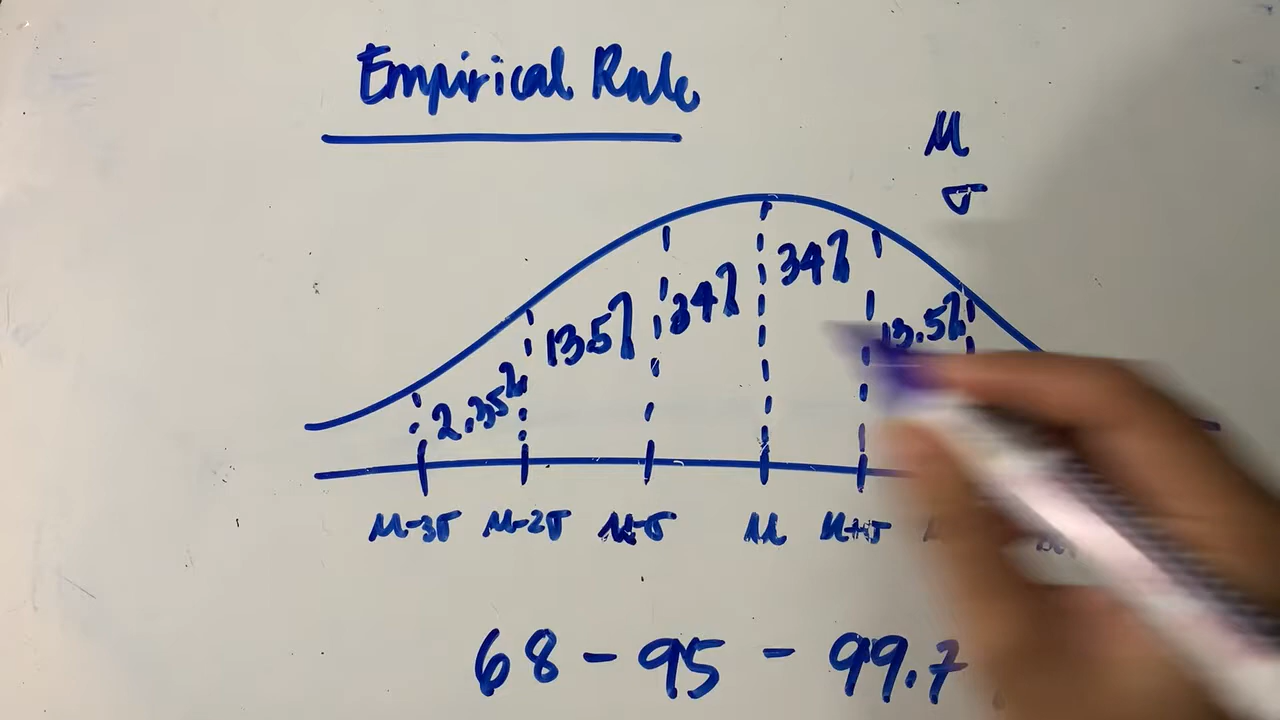 Empirical Rule
μ
σ
2.35% 13.5% 34% 34% 13.5%
μ-3σ μ-2σ μ-σ μ μ+σ
68 - 95 - 99.7